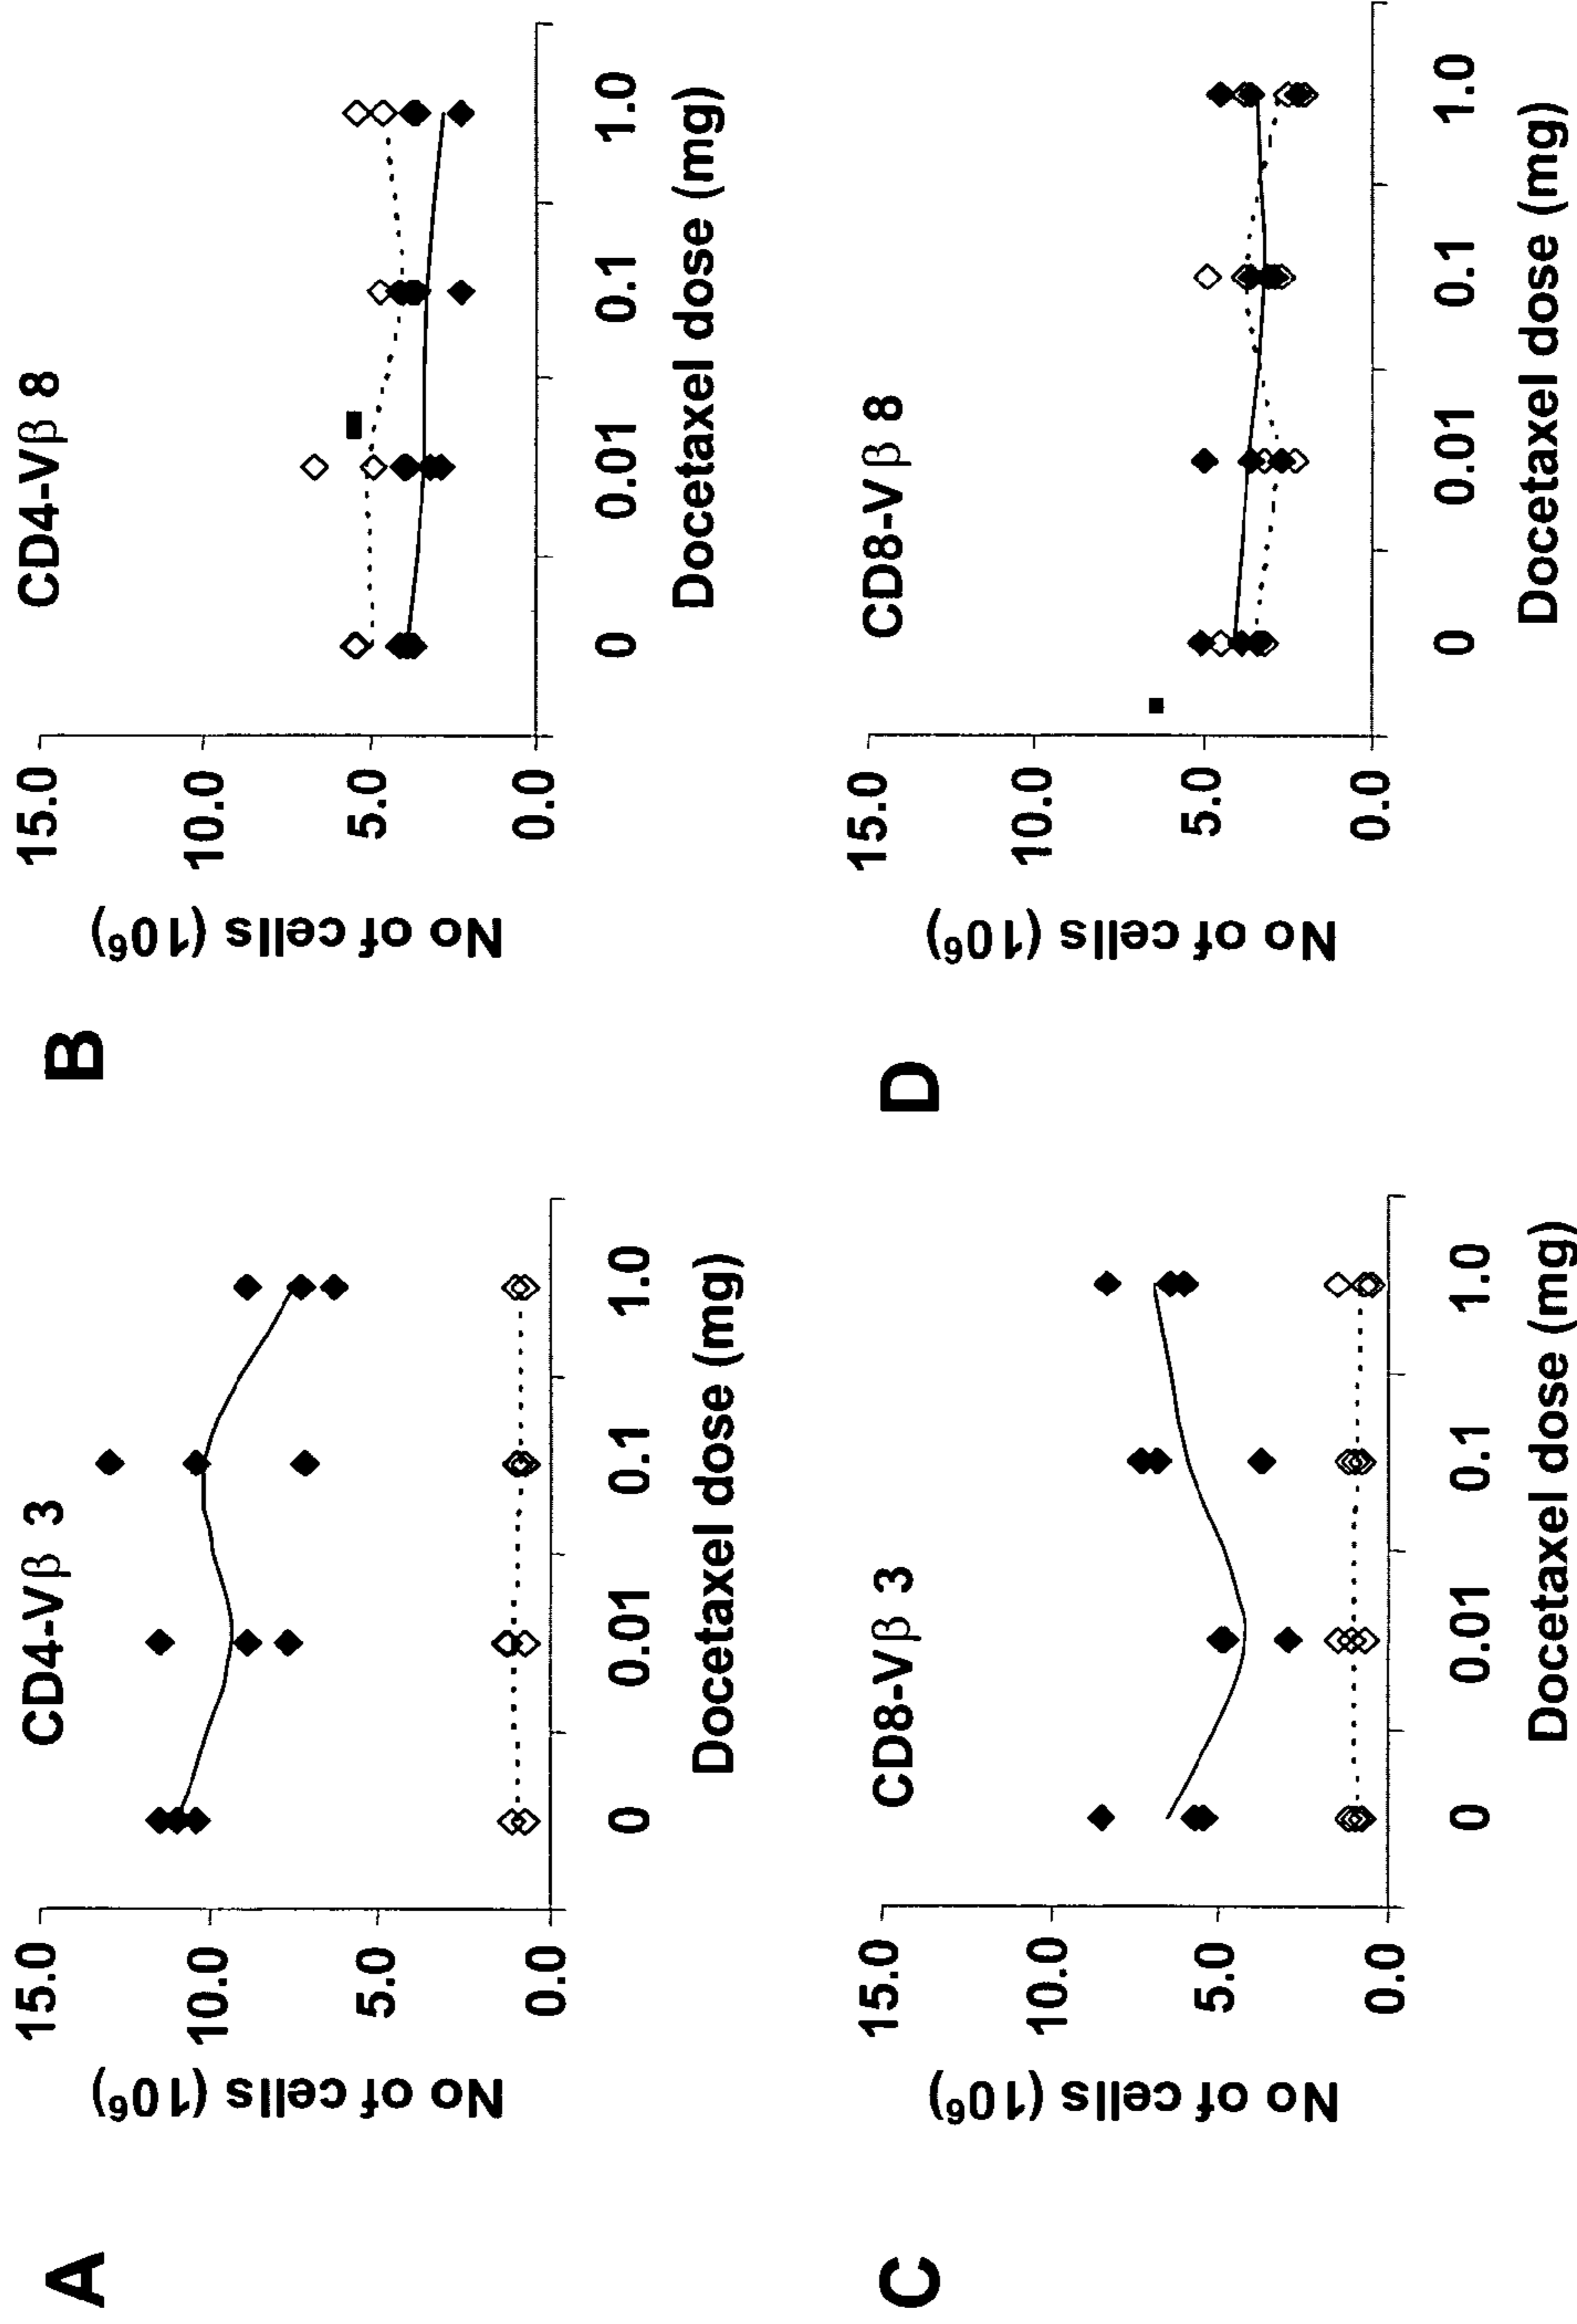 A
CD4-Vβ 3
No of cells (10⁶)
15.0
10.0
5.0
0.0
0 0.01 0.1 1.0
Docetaxel dose (mg)
B
CD4-Vβ 8
No of cells (10⁶)
15.0
10.0
5.0
0.0
0 0.01 0.1 1.0
Docetaxel dose (mg)
C
CD8-Vβ 3
No of cells (10⁶)
15.0
10.0
5.0
0.0
0 0.01 0.1 1.0
Docetaxel dose (mg)
D
CD8-Vβ 8
No of cells (10⁶)
15.0
10.0
5.0
0.0
0 0.01 0.1 1.0
Docetaxel dose (mg)